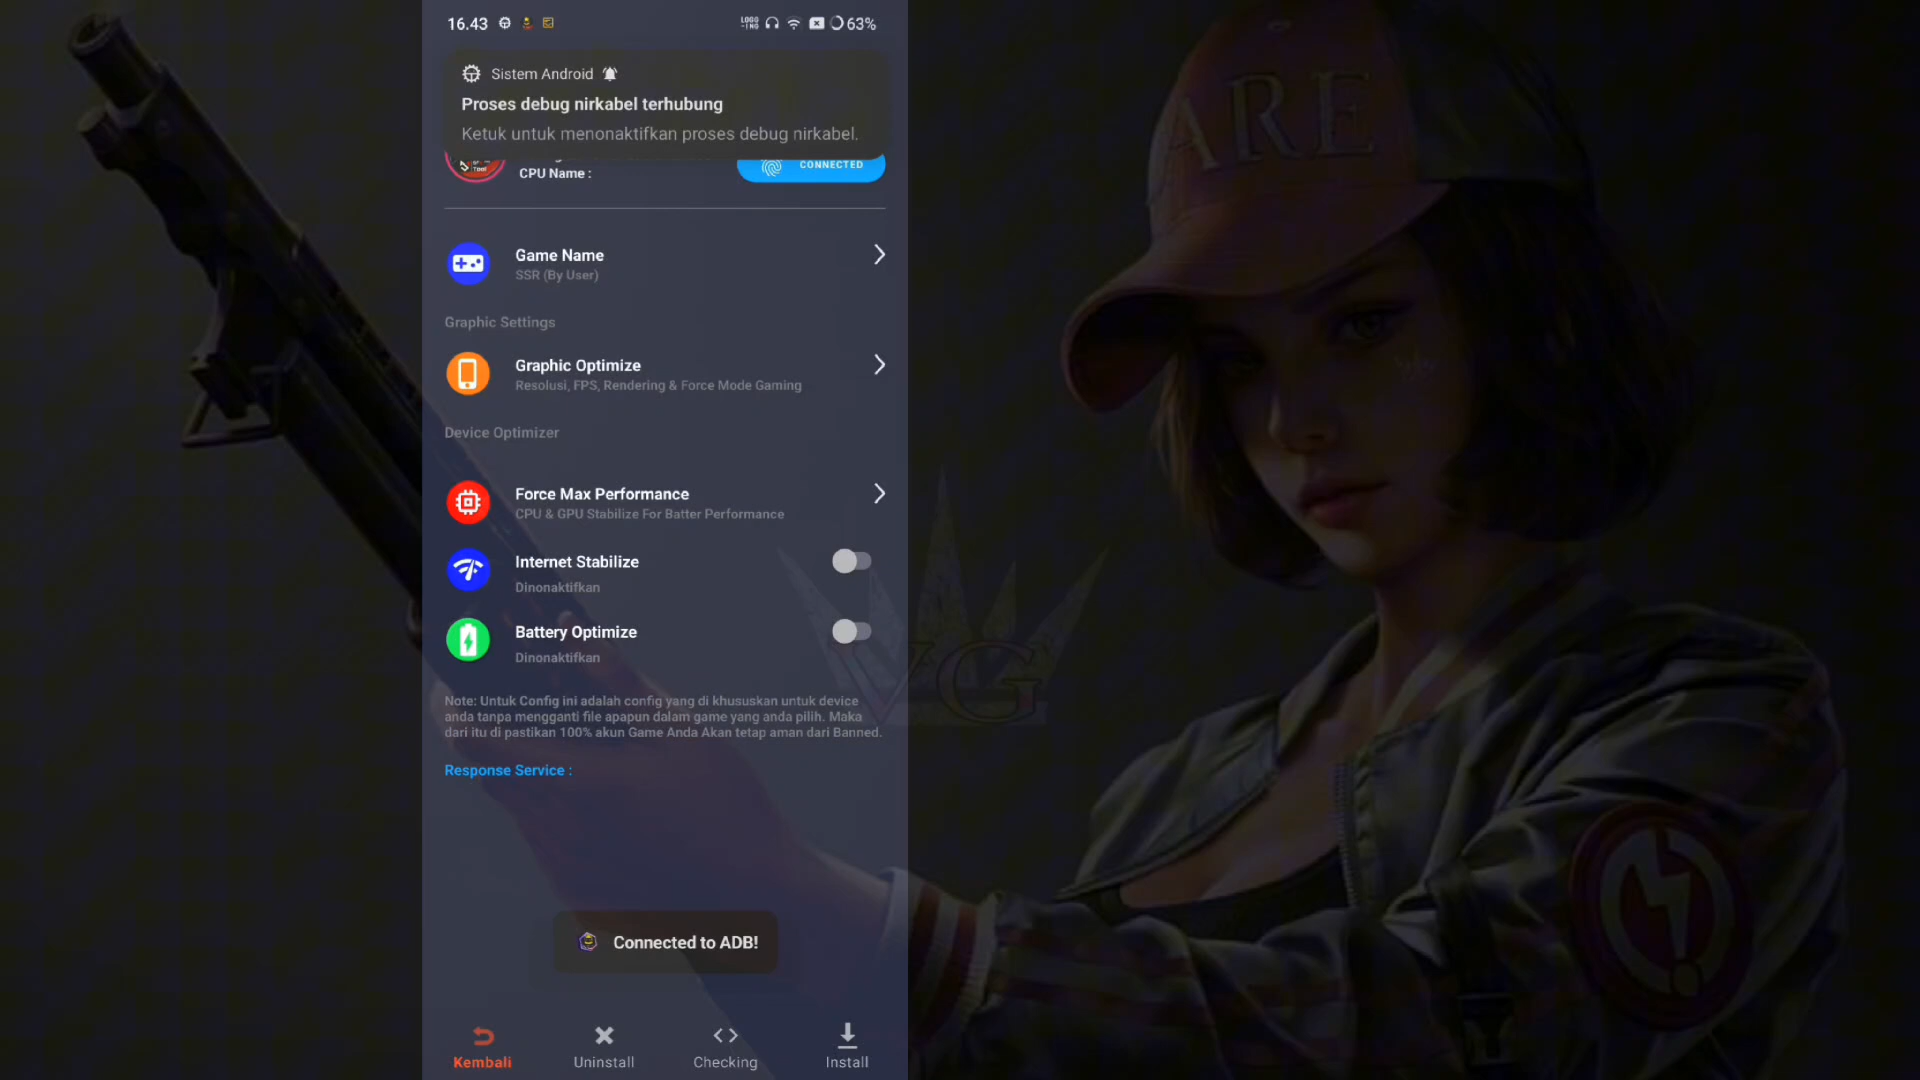 16.43
63%
Sistem Android
Proses debug nirkabel terhubung
Ketuk untuk menonaktifkan proses debug nirkabel.
CPU Name :
CONNECTED
Game Name
SSR (By User)
Graphic Settings
Graphic Optimize
Resolusi, FPS, Rendering & Force Mode Gaming
Device Optimizer
Force Max Performance
CPU & GPU Stabilize For Batter Performance
Internet Stabilize
Dinonaktifkan
Battery Optimize
Dinonaktifkan
Note: Untuk Config ini adalah config yang di khususkan untuk device
anda tanpa mengganti file apapun dalam game yang anda pilih. Maka
dari itu di pastikan 100% akun Game Anda Akan tetap aman dari Banned.
Response Service :
Connected to ADB!
Kembali
Uninstall
Checking
Install
ARE
VG